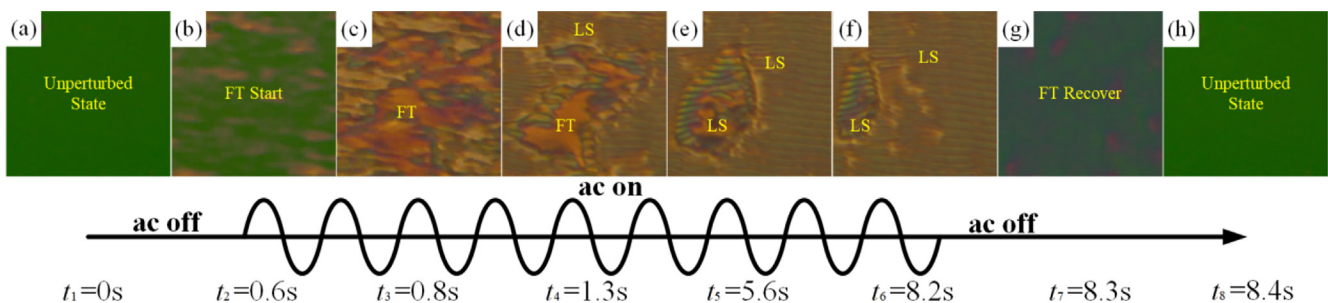 (a) (b) (c) (d) (e) (f) (g) (h)
Unperturbed
State
FT Start
FT
LS
FT
LS
LS
LS
LS
FT Recover
Unperturbed
State
ac off
ac on
ac off
t₁=0s t₂=0.6s t₃=0.8s t₄=1.3s t₅=5.6s t₆=8.2s t₇=8.3s t₈=8.4s